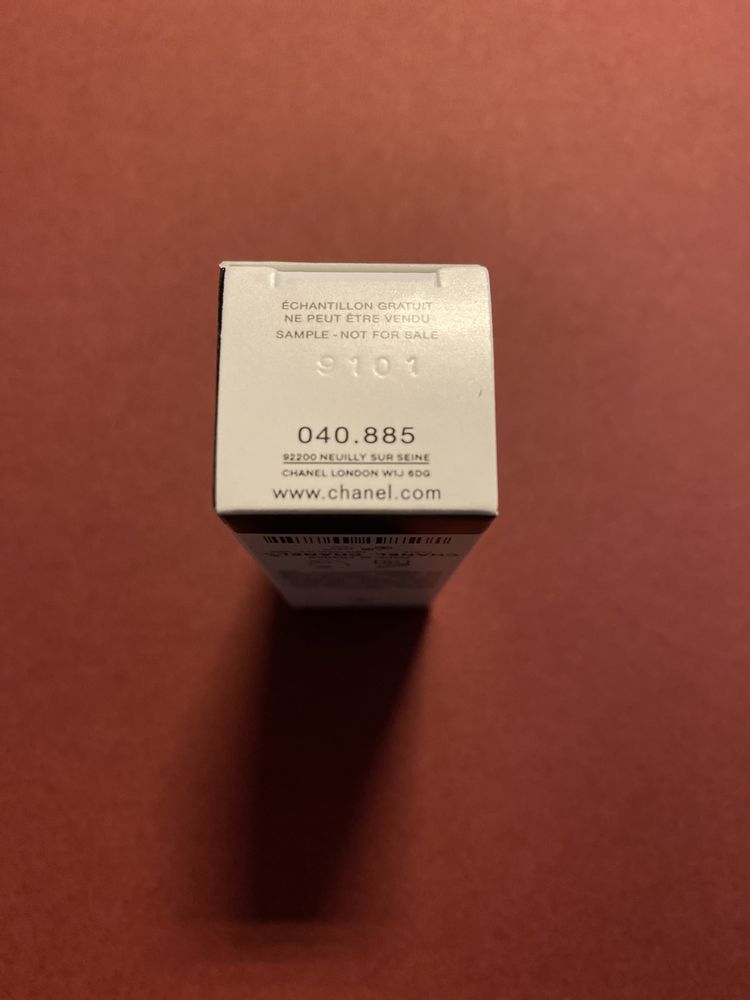 ÉCHANTILLON GRATUIT
NE PEUT ÊTRE VENDU
SAMPLE - NOT FOR SALE
9101
040.885
92200 NEUILLY SUR SEINE
CHANEL LONDON W1J 6DG
www.chanel.com